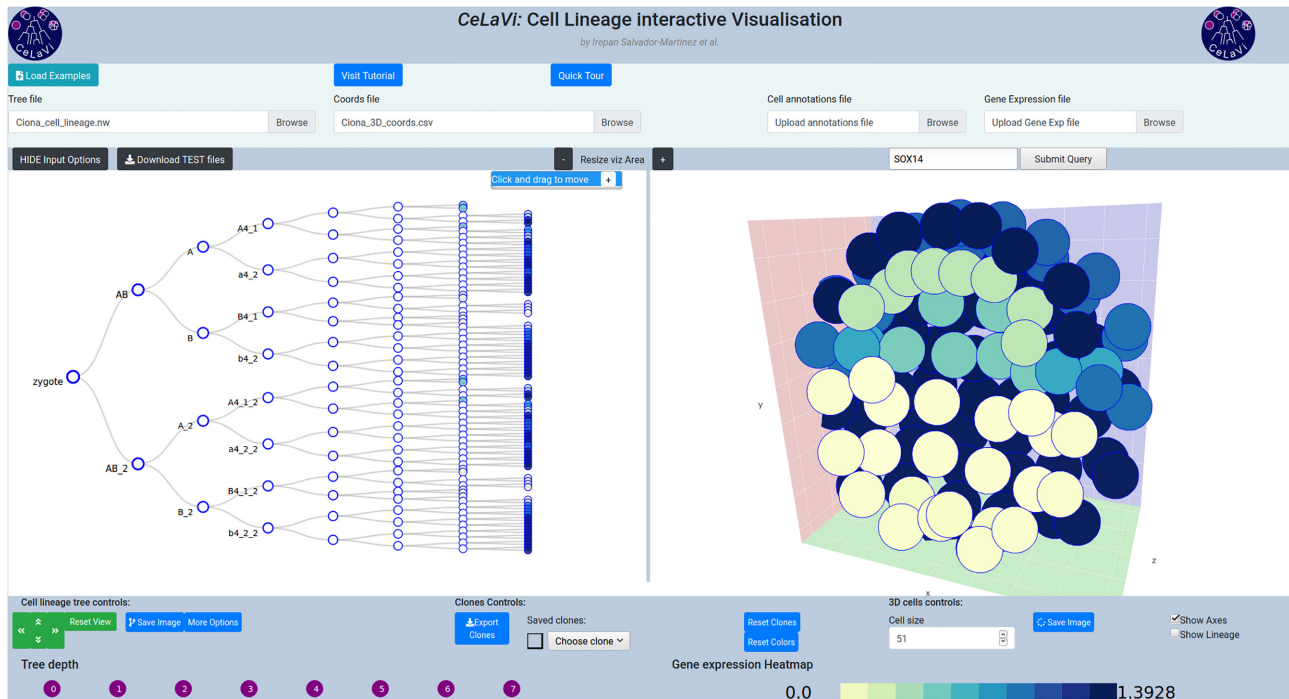 CeLaVi: Cell Lineage interactive Visualisation
by Irepan Salvador-Martinez et al.
CeLaVi
CeLaVi
Load Examples
Visit Tutorial
Quick Tour
Tree file
Coords file
Cell annotations file
Gene Expression file
Ciona_cell_lineage.nw Browse
Ciona_3D_coords.csv Browse
Upload annotations file Browse
Upload Gene Exp file Browse
HIDE Input Options
Download TEST files
- Resize viz Area +
SOX14
Submit Query
Click and drag to move +
A4_1
A
a4_2
AB
B4_1
B
b4_2
zygote
A4_1_2
A_2
a4_2_2
AB_2
B4_1_2
B_2
b4_2_2
y
z
x
Cell lineage tree controls:
Reset View
Save Image
More Options
Clones Controls:
Export
Clones
Saved clones:
Choose clone
Reset Clones
Reset Colors
3D cells controls:
Cell size
51
Save Image
Show Axes
Show Lineage
Tree depth
0 1 2 3 4 5 6 7
Gene expression Heatmap
0.0 1.3928